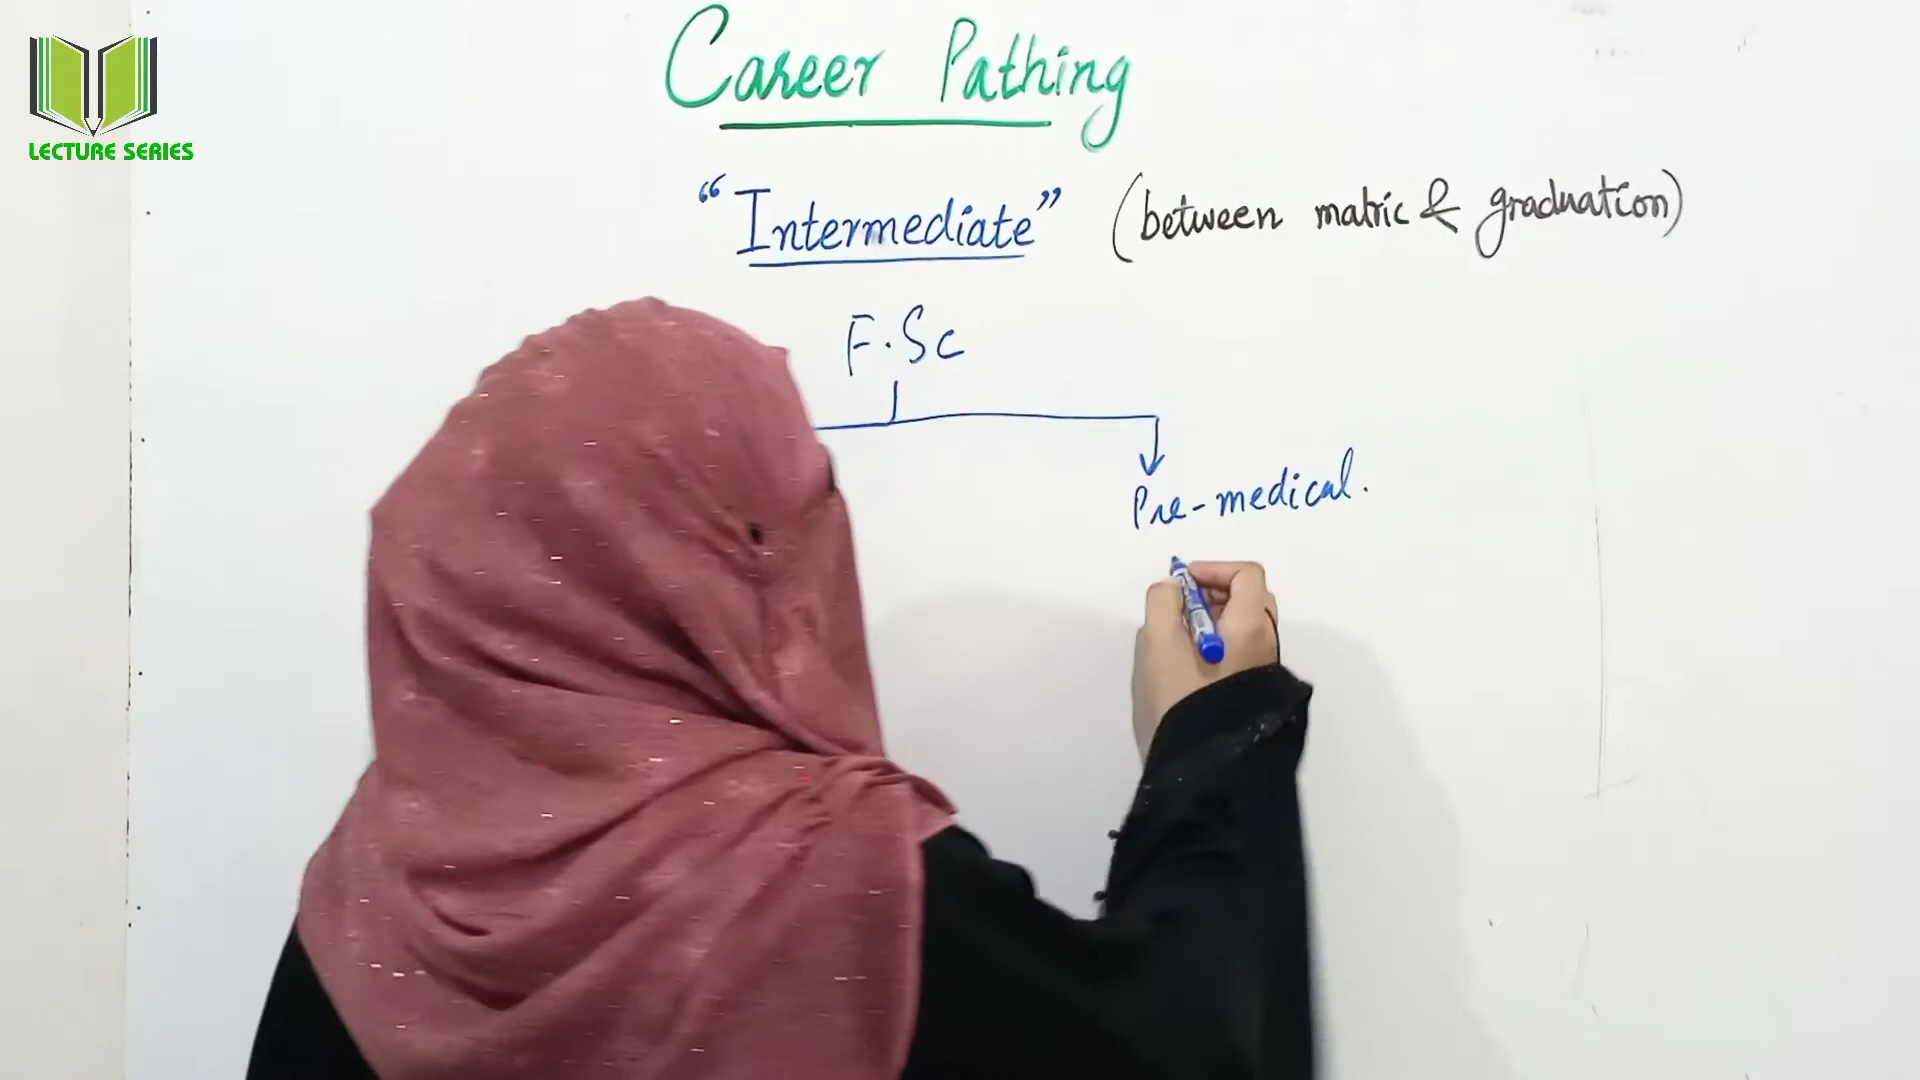 LECTURE SERIES
Career Pathing
"Intermediate" (between matric & graduation)
F.Sc
Pre-medical.